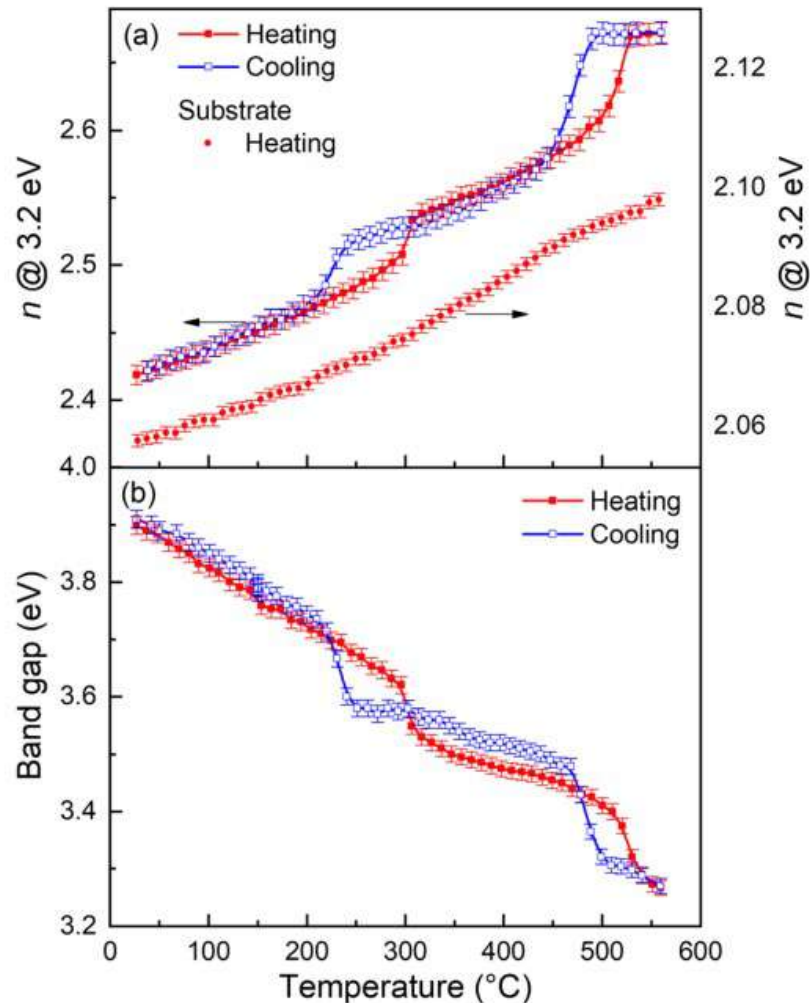 (a)
Heating
Cooling
Substrate
Heating
2.6
2.5
2.4
4.0
n @ 3.2 eV
2.12
2.10
2.08
2.06
n @ 3.2 eV
(b)
Heating
Cooling
3.8
3.6
3.4
3.2
Band gap (eV)
0 100 200 300 400 500 600
Temperature (°C)